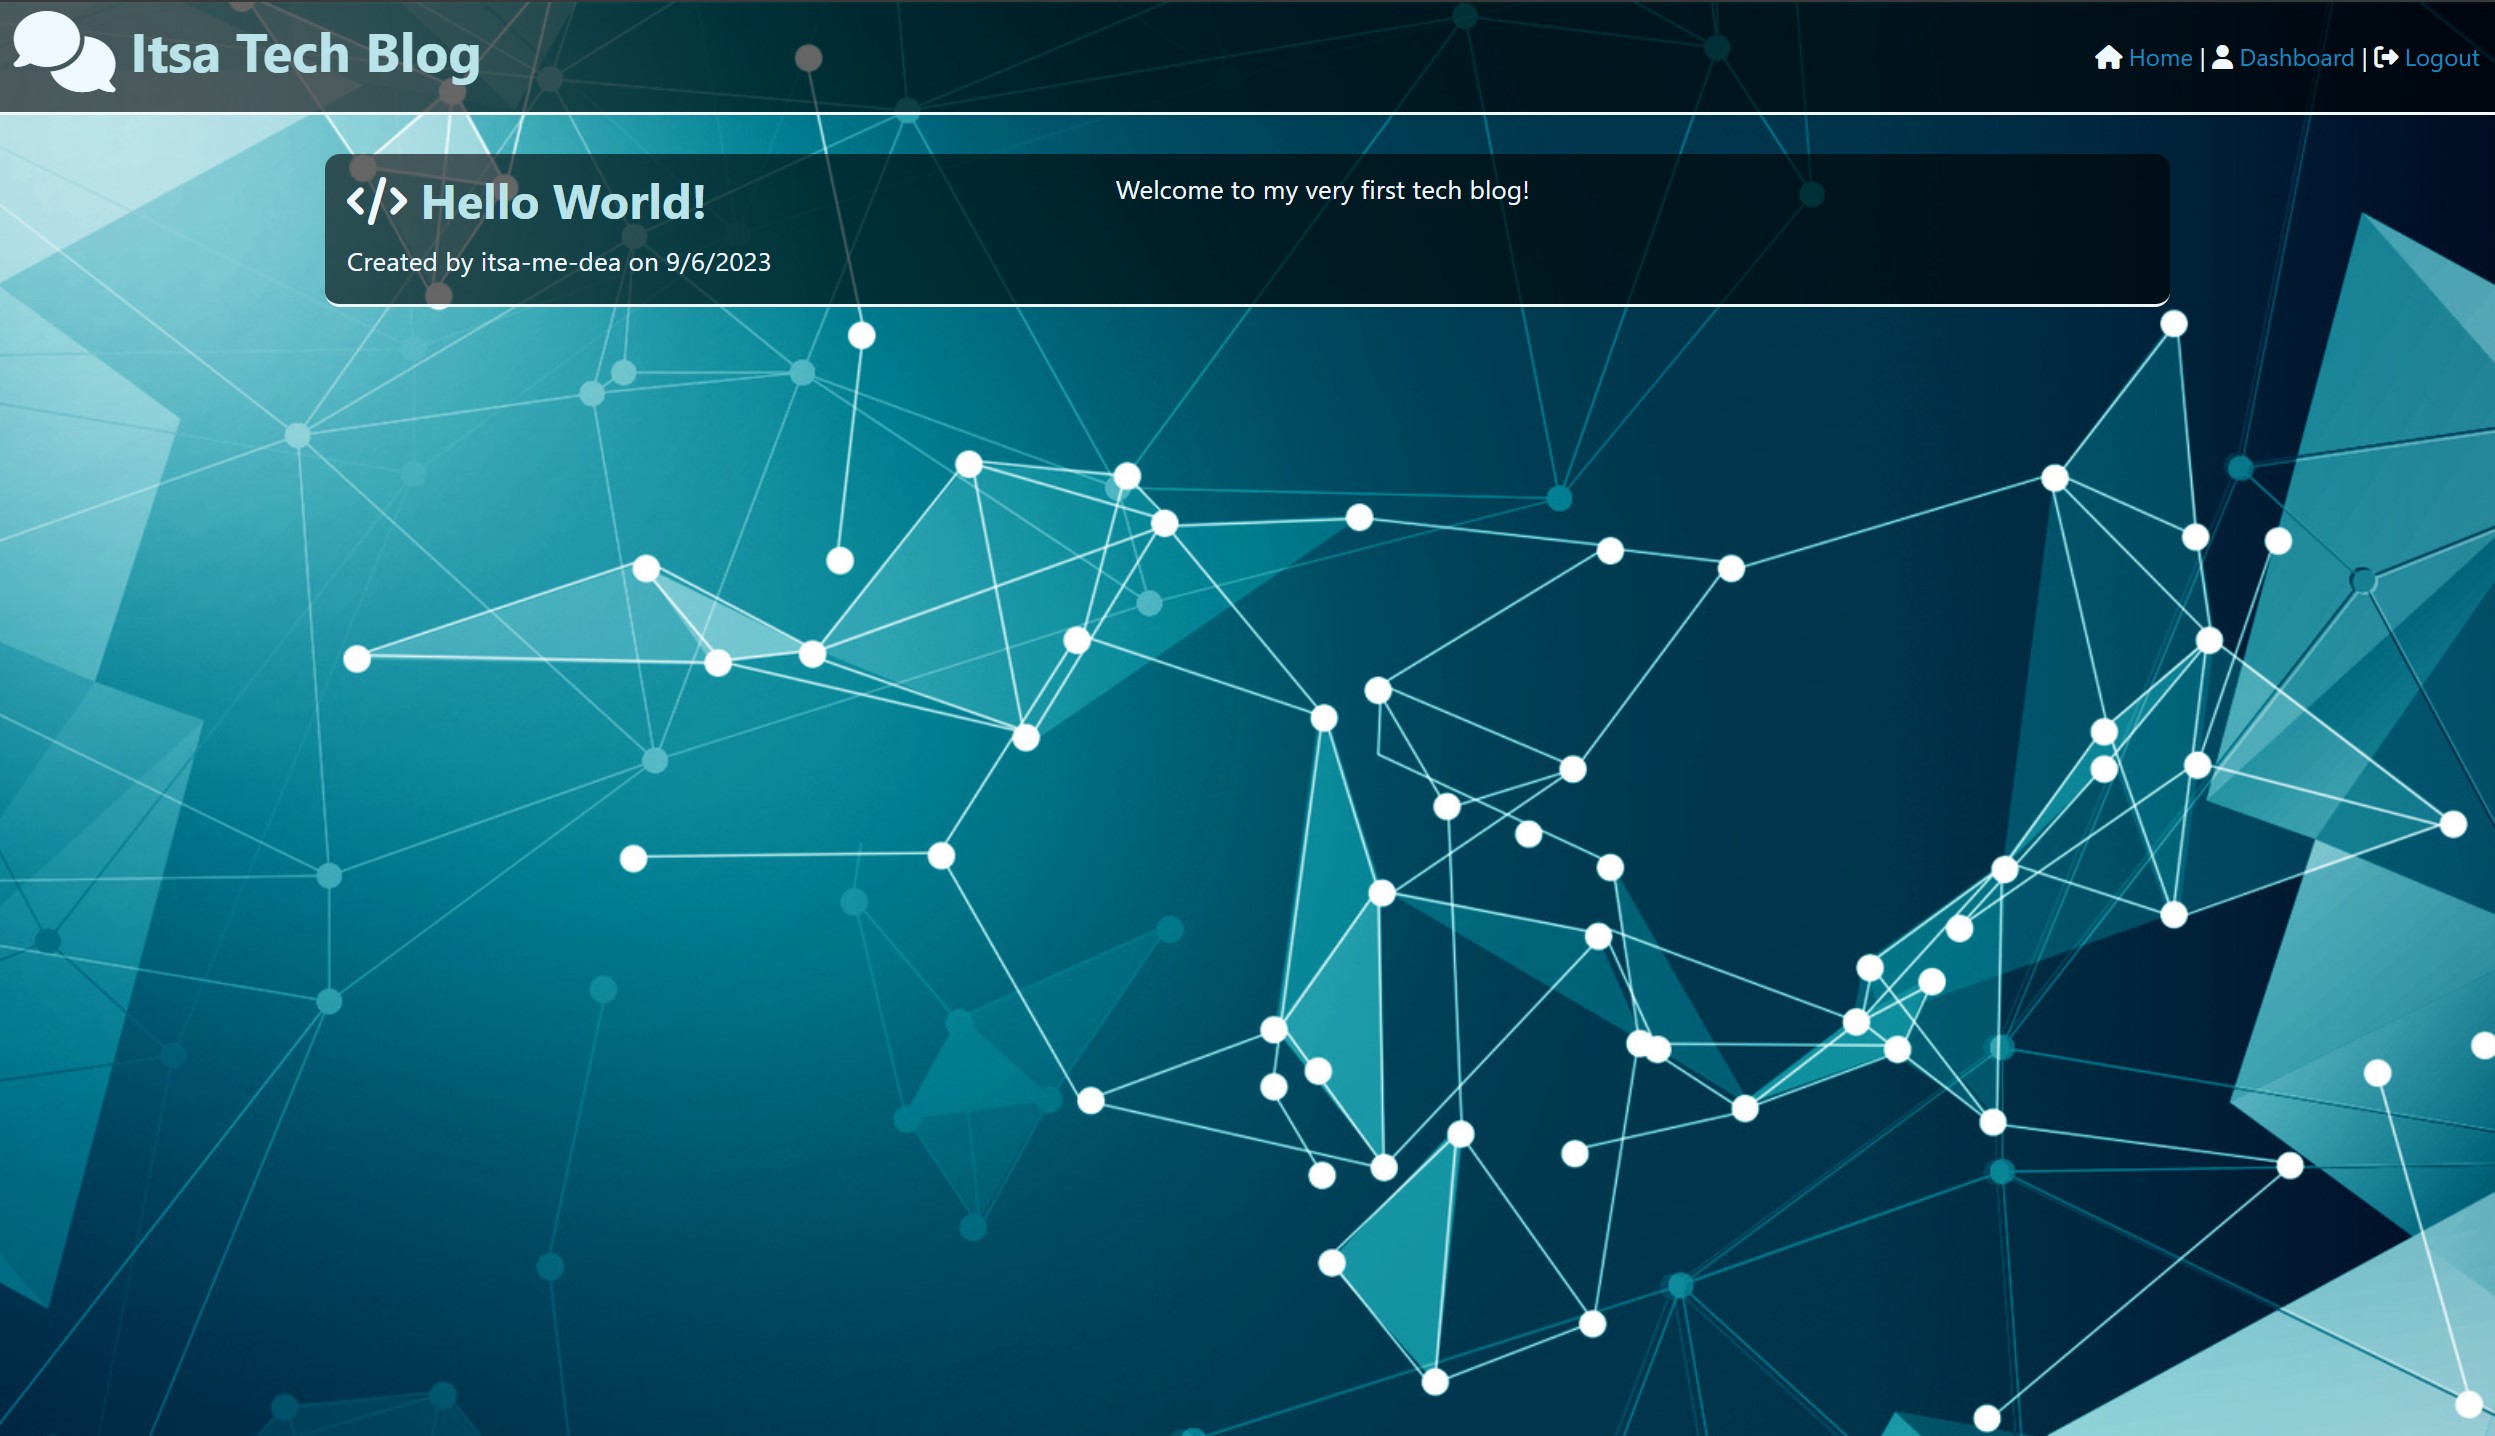 Itsa Tech Blog
Home | Dashboard | Logout
</> Hello World!
Created by itsa-me-dea on 9/6/2023
Welcome to my very first tech blog!